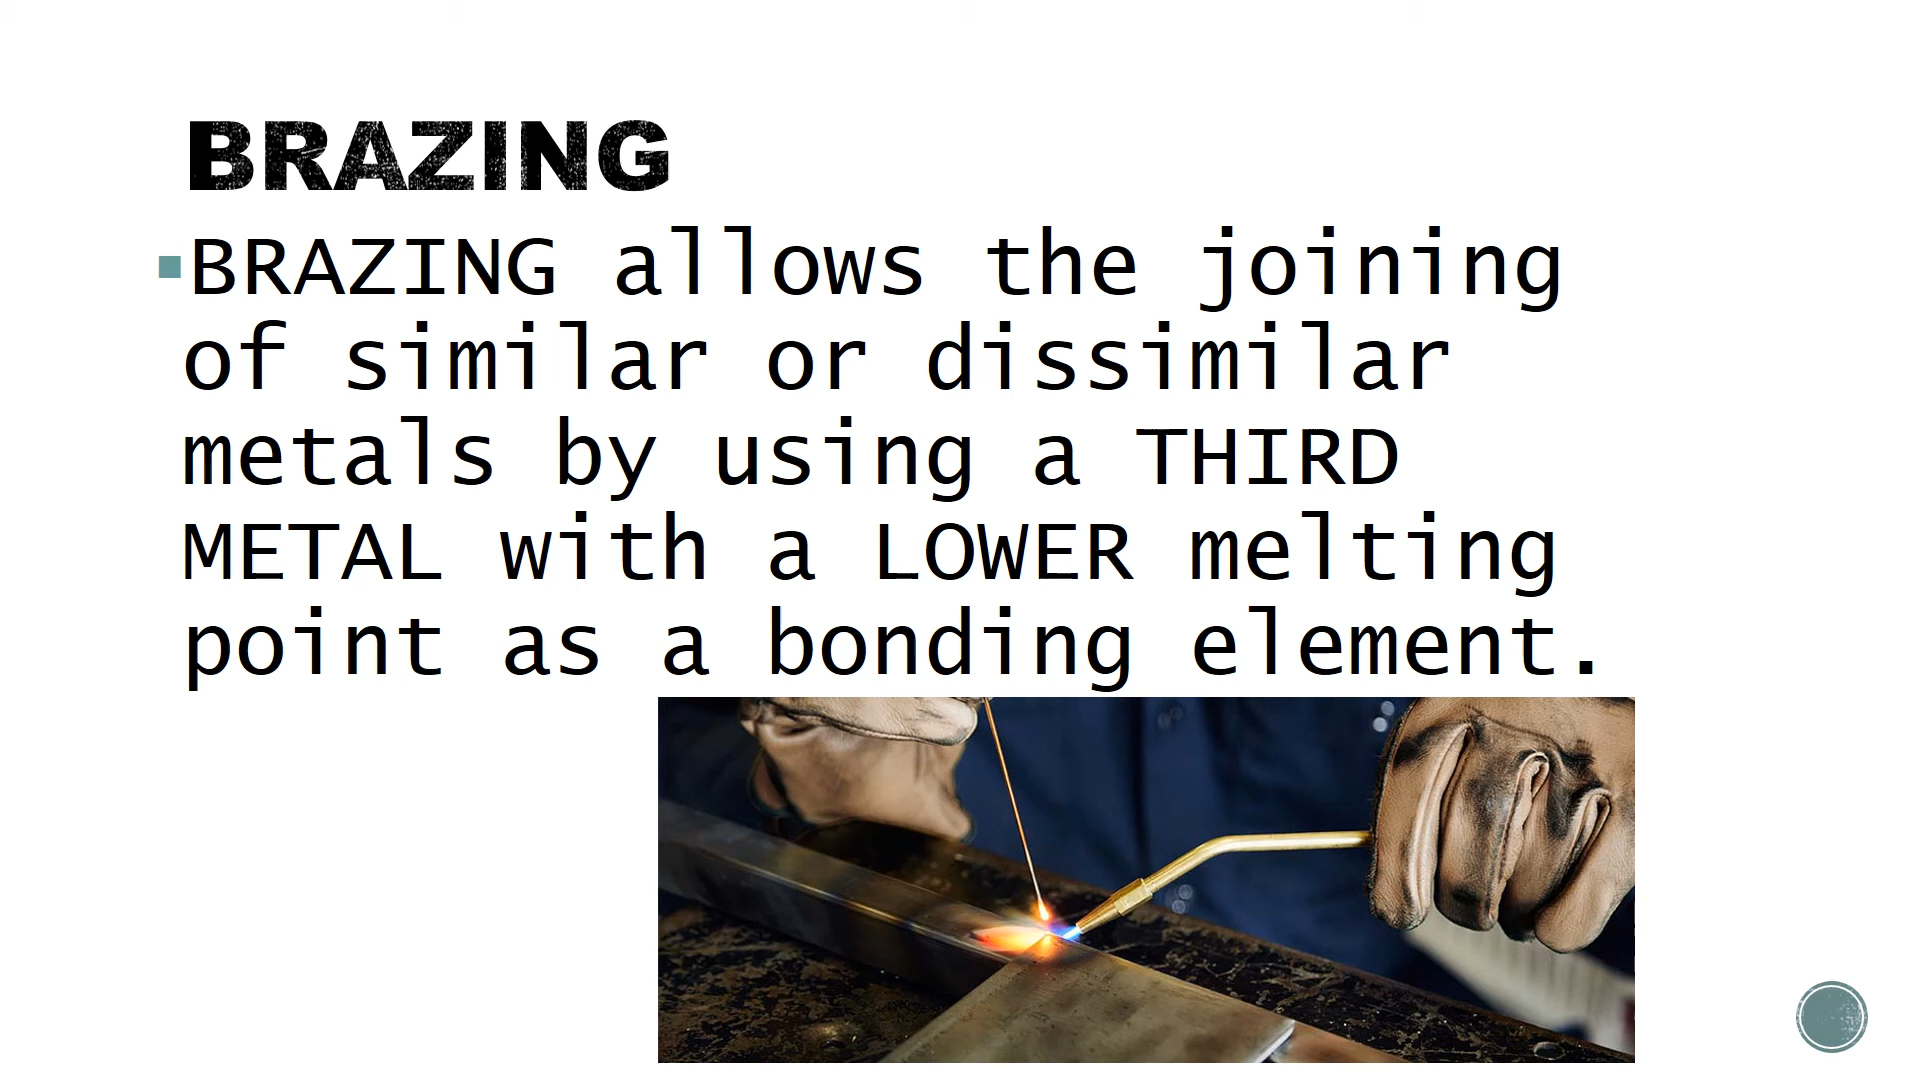 BRAZING
▪BRAZING allows the joining
of similar or dissimilar
metals by using a THIRD
METAL with a LOWER melting
point as a bonding element.